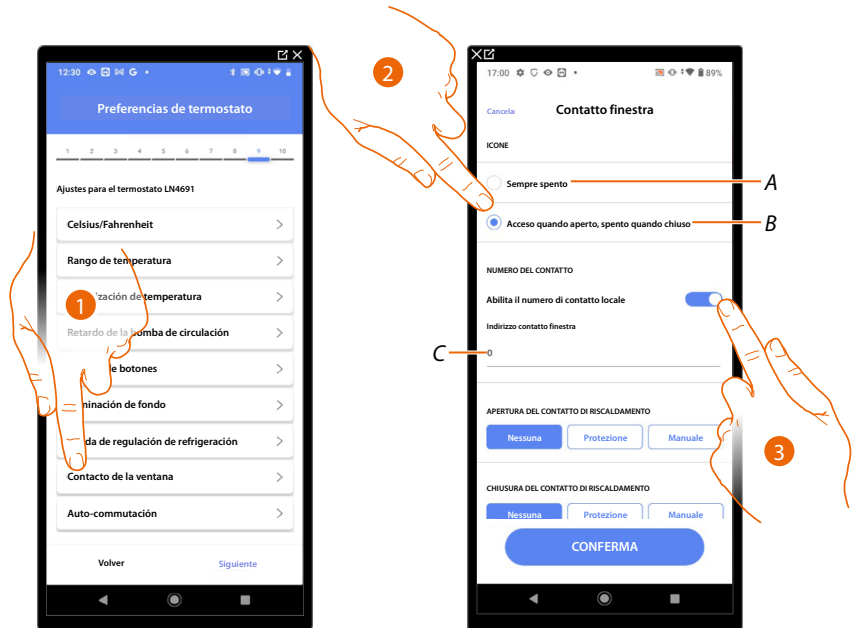 12:30
Preferencias de termostato
1 2 3 4 5 6 7 8 9 10
Ajustes para el termostato LN4691
Celsius/Fahrenheit
Rango de temperatura
de temperatura
Retardo de la bomba de circulación
de botones
de fondo
de regulación de refrigeración
Contacto de la ventana
Auto-commutación
Volver
Siguiente
1
2
17:00
89%
Cancela
Contatto finestra
ICONE
Sempre spento
A
Acceso quando aperto, spento quando chiuso
B
NUMERO DEL CONTATTO
Abilita il numero di contatto locale
Indirizzo contatto finestra
C
0
APERTURA DEL CONTATTO DI RISCALDAMENTO
Nessuna
Protezione
Manuale
3
CHIUSURA DEL CONTATTO DI RISCALDAMENTO
Nessuna
Protezione
Manuale
CONFERMA